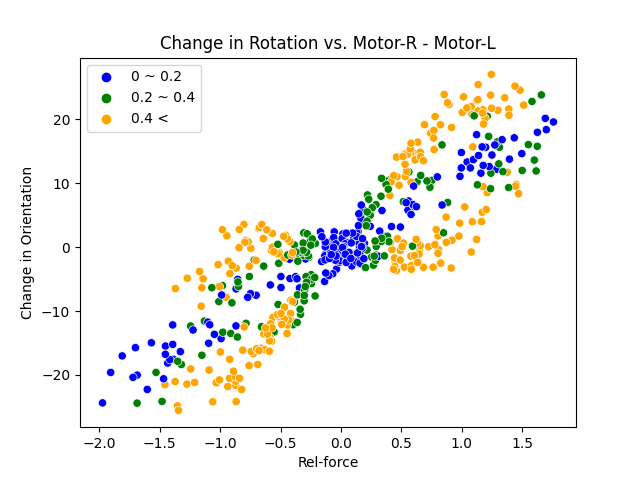 Change in Rotation vs. Motor-R - Motor-L
0 ~ 0.2
0.2 ~ 0.4
0.4 <
Change in Orientation
20
10
0
−10
−20
−2.0 −1.5 −1.0 −0.5 0.0 0.5 1.0 1.5
Rel-force